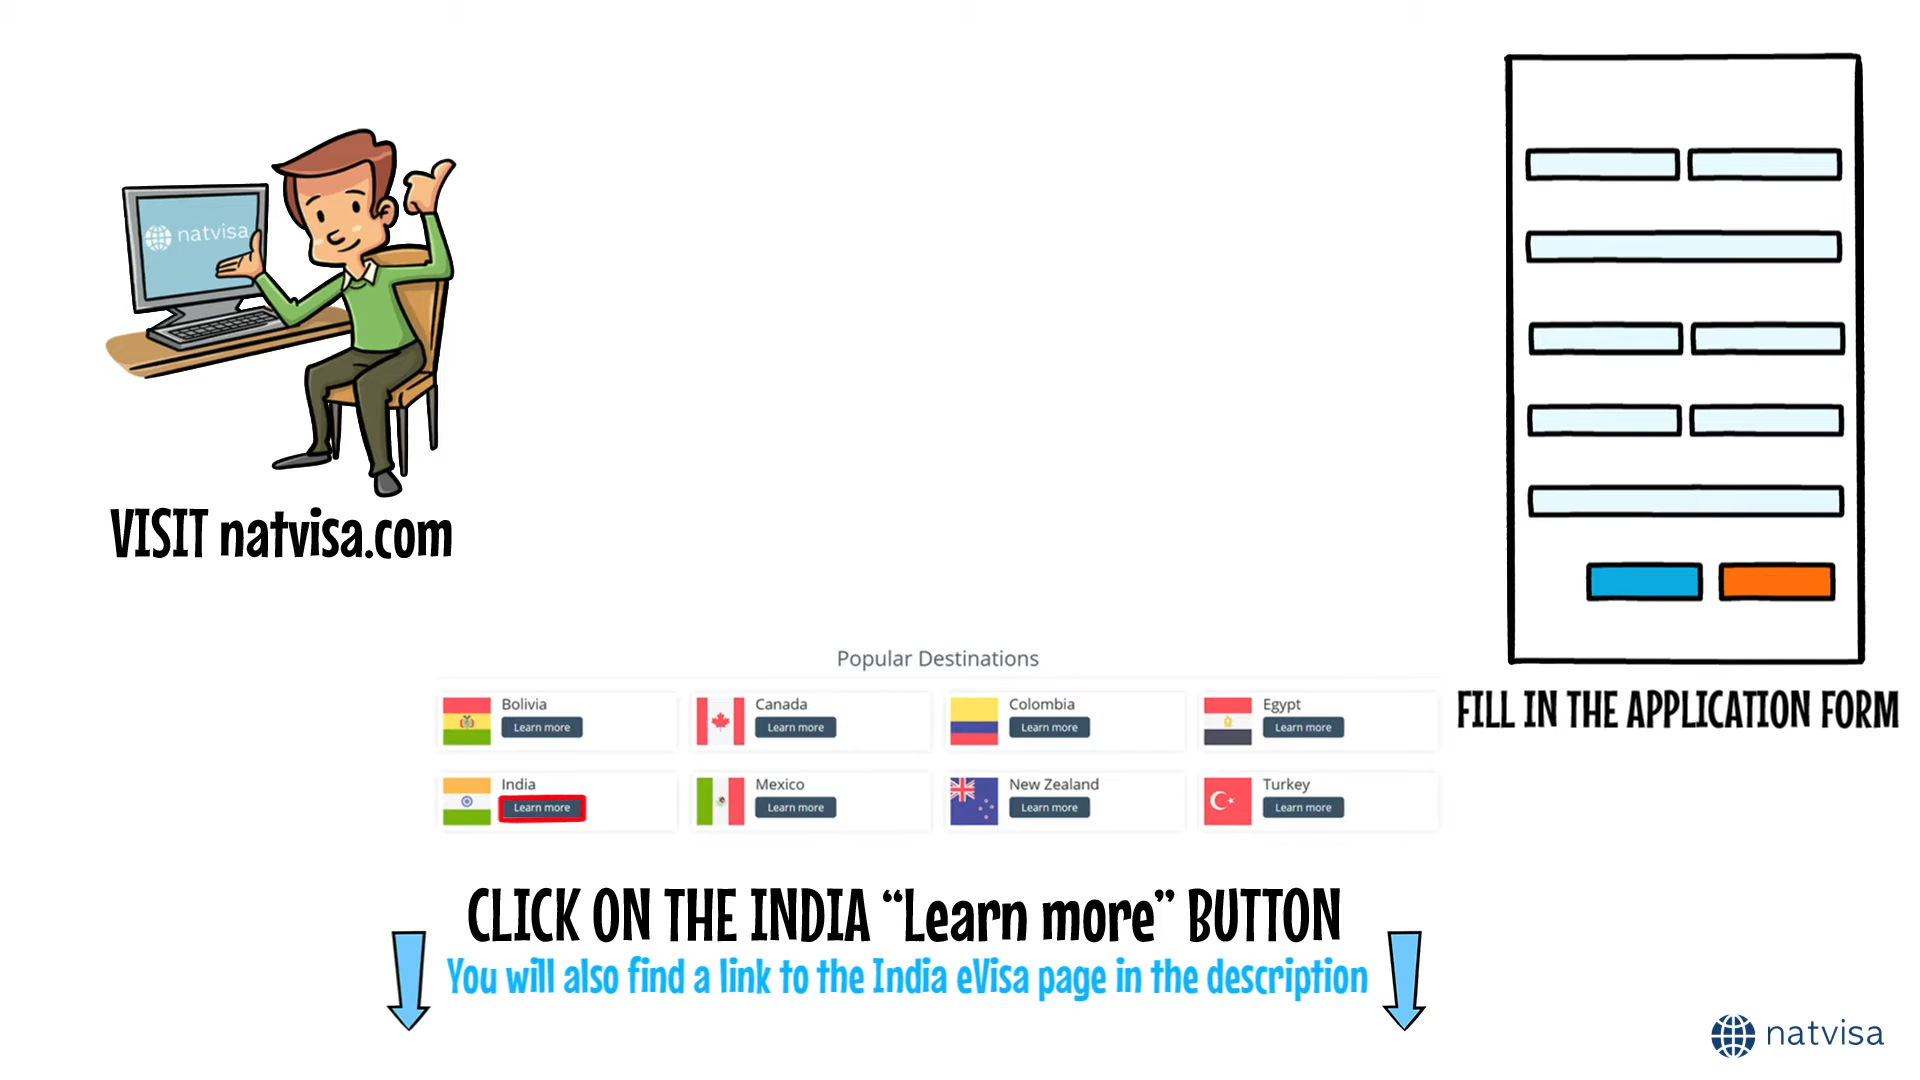 natvisa
VISIT natvisa.com
FILL IN THE APPLICATION FORM
Popular Destinations
Bolivia
Learn more
Canada
Learn more
Colombia
Learn more
Egypt
Learn more
India
Learn more
Mexico
Learn more
New Zealand
Learn more
Turkey
Learn more
CLICK ON THE INDIA “Learn more” BUTTON
You will also find a link to the India eVisa page in the description
natvisa